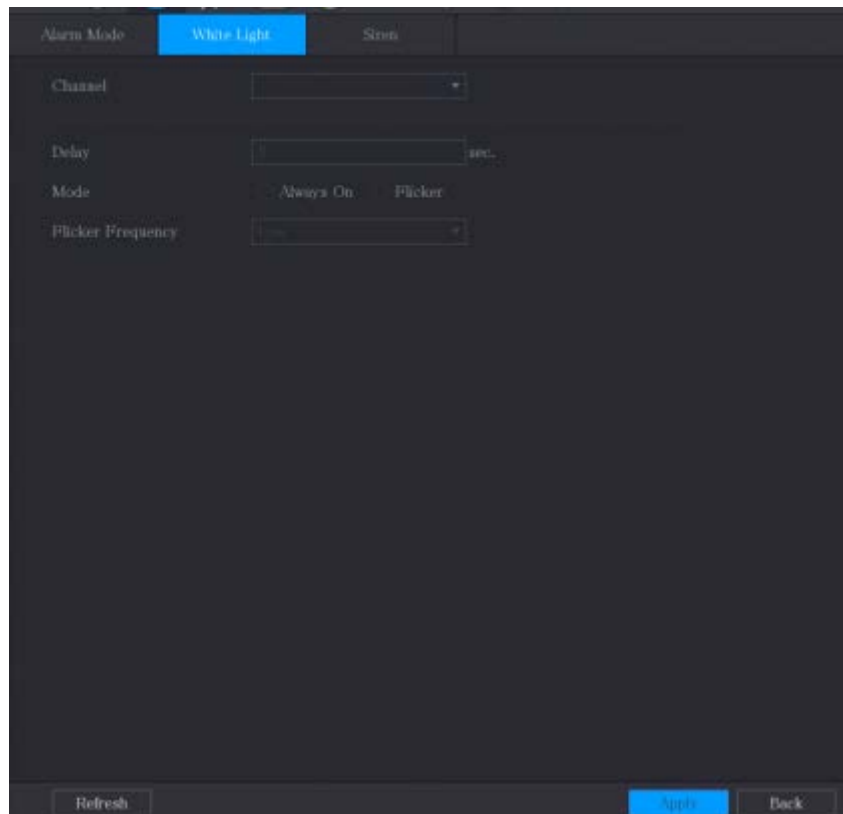 Alarm Mode White Light Siren
Channel
Delay sec.
Mode Always On Flicker
Flicker Frequency
Refresh Apply Back